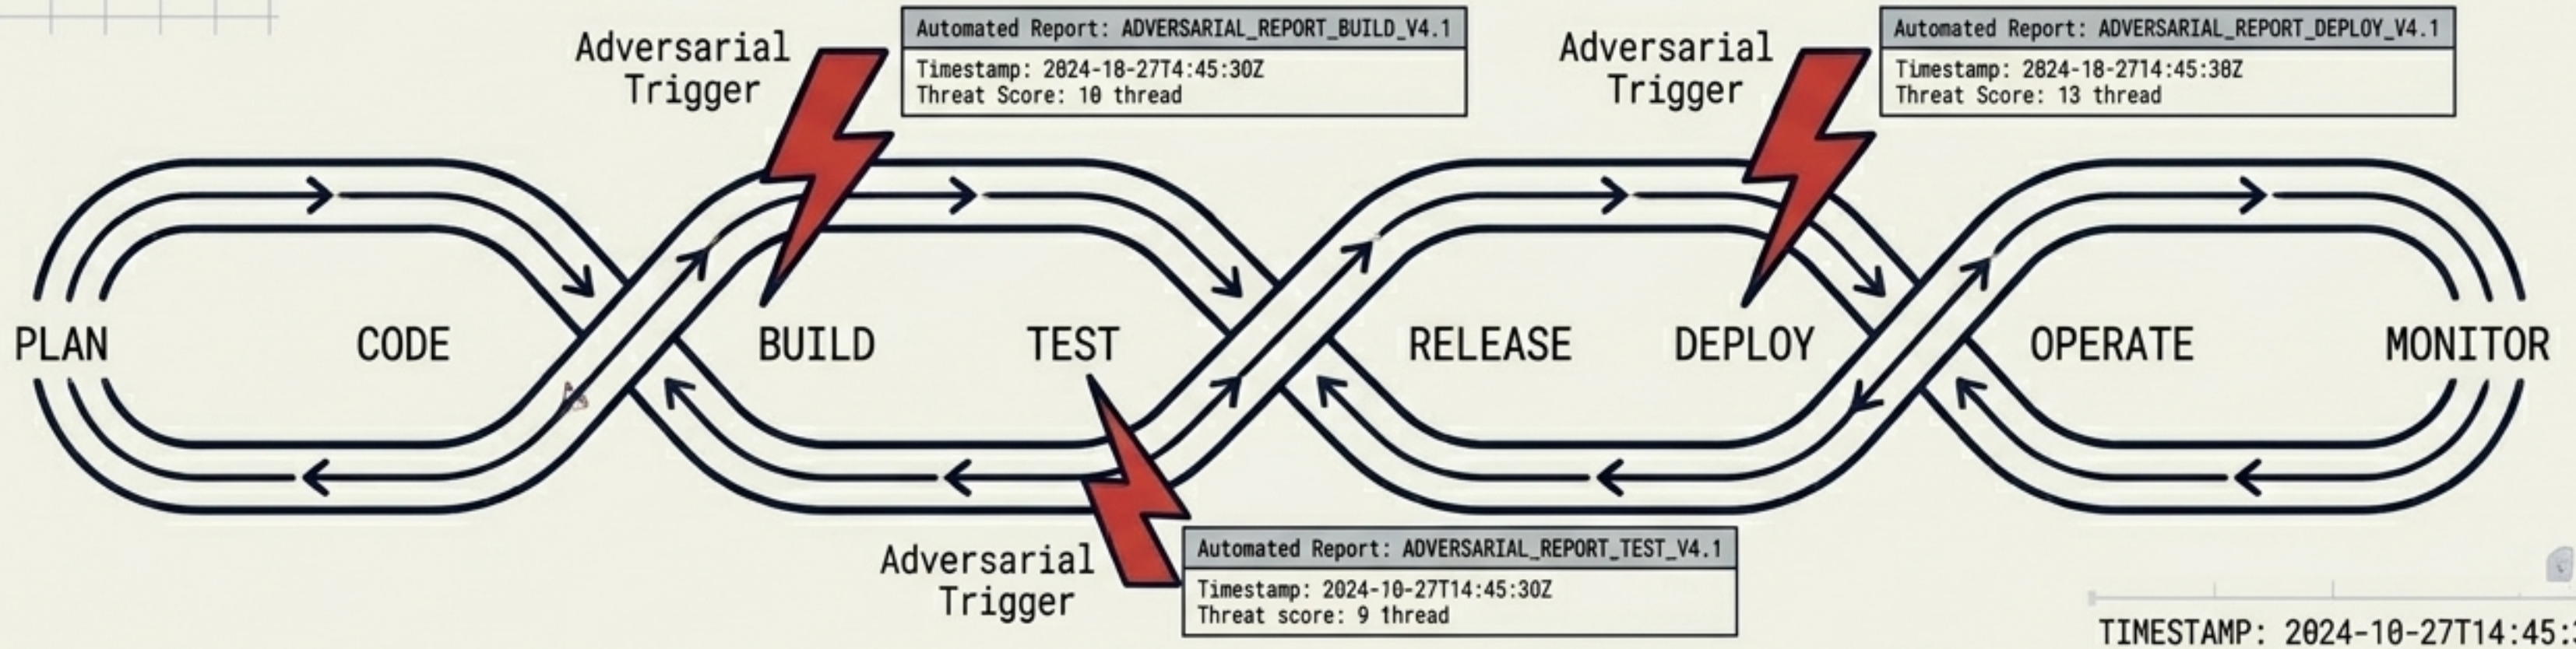 Adversarial
Trigger
Automated Report: ADVERSARIAL_REPORT_BUILD_V4.1
Timestamp: 2024-18-27T4:45:30Z
Threat Score: 10 thread
Adversarial
Trigger
Automated Report: ADVERSARIAL_REPORT_DEPLOY_V4.1
Timestamp: 2824-18-2714:45:38Z
Threat Score: 13 thread
PLAN
CODE
BUILD
TEST
RELEASE
DEPLOY
OPERATE
MONITOR
Adversarial
Trigger
Automated Report: ADVERSARIAL_REPORT_TEST_V4.1
Timestamp: 2024-10-27T14:45:30Z
Threat score: 9 1hread
TIMESTAMP: 2024-10-27T14:45: